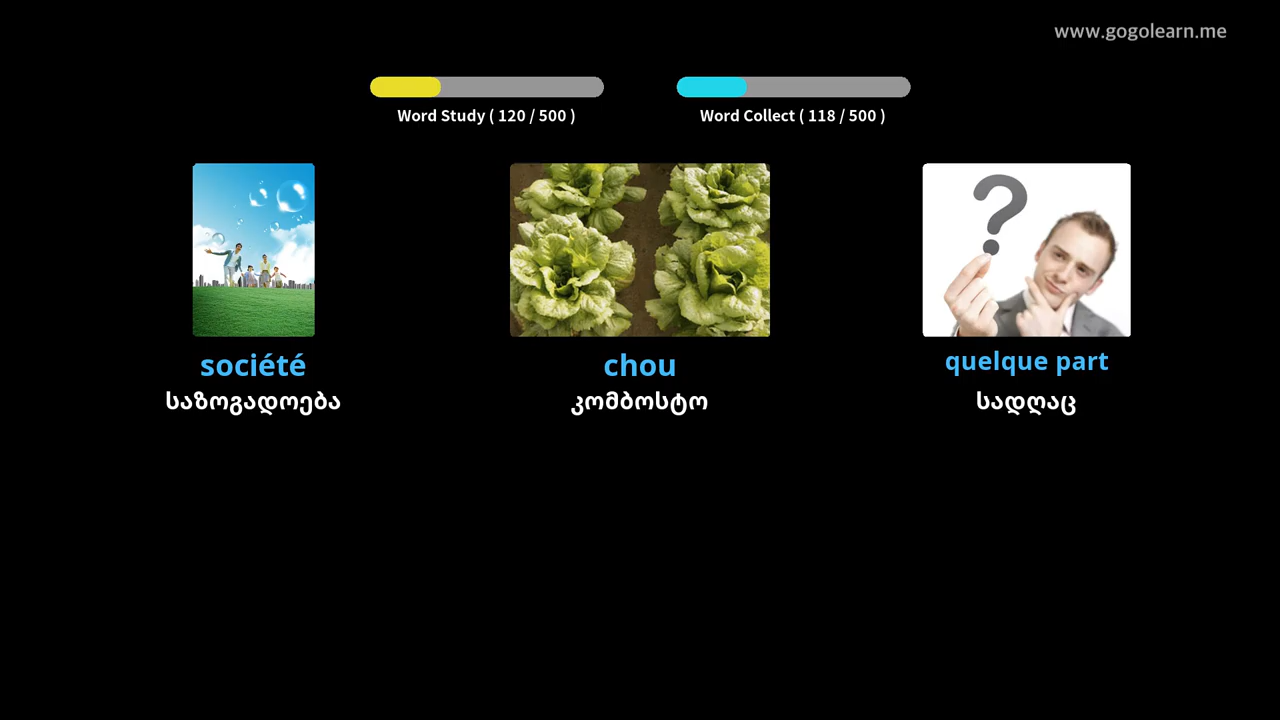 www.gogolearn.me
Word Study ( 120 / 500 )
Word Collect ( 118 / 500 )
société
chou
quelque part
საზოგადოება
კომბოსტო
სადღაც